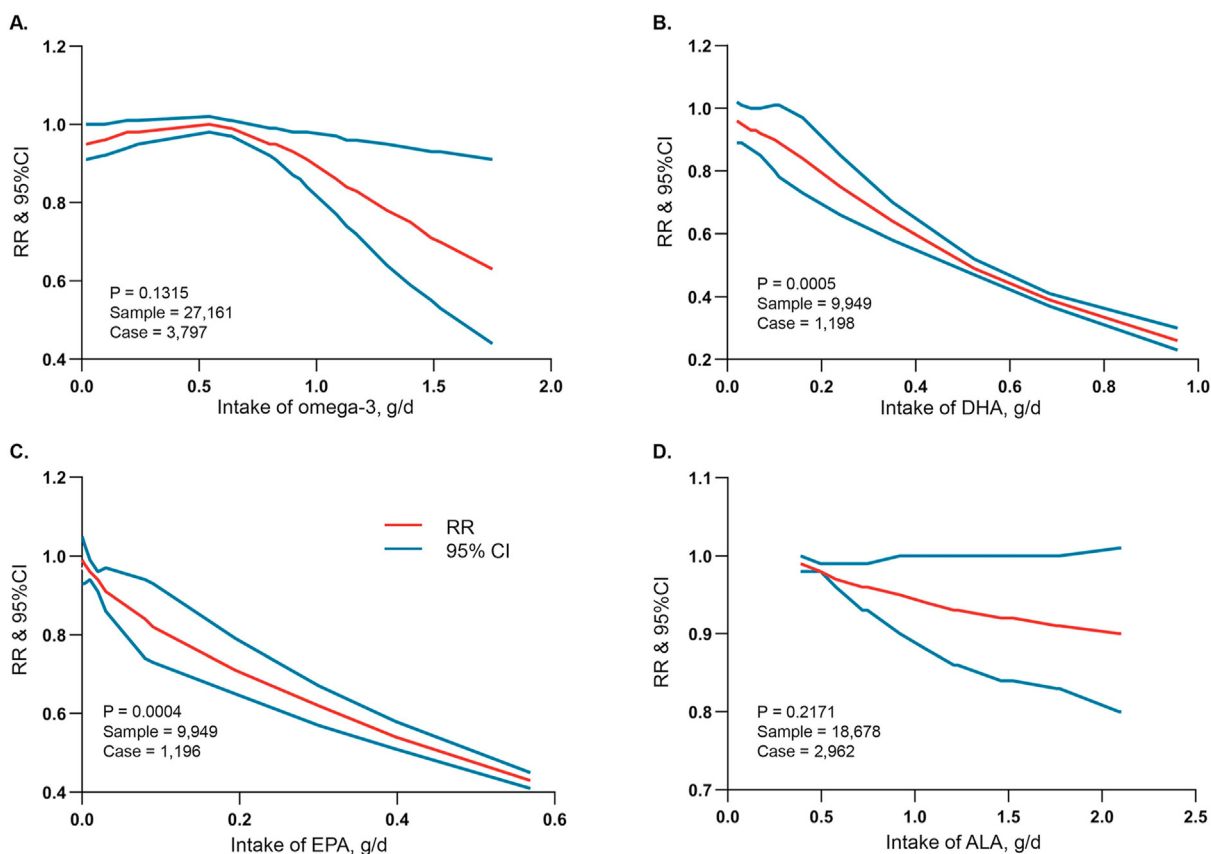 A.
1.2
1.0
0.8
0.6
0.4
RR & 95%CI
P = 0.1315
Sample = 27,161
Case = 3,797
0.0 0.5 1.0 1.5 2.0
Intake of omega-3, g/d
B.
1.2
1.0
0.8
0.6
0.4
0.2
RR & 95%CI
P = 0.0005
Sample = 9,949
Case = 1,198
0.0 0.2 0.4 0.6 0.8 1.0
Intake of DHA, g/d
C.
1.2
1.0
0.8
0.6
0.4
RR & 95%CI
RR
95% CI
P = 0.0004
Sample = 9,949
Case = 1,196
0.0 0.2 0.4 0.6
Intake of EPA, g/d
D.
1.1
1.0
0.9
0.8
0.7
RR & 95%CI
P = 0.2171
Sample = 18,678
Case = 2,962
0.0 0.5 1.0 1.5 2.0 2.5
Intake of ALA, g/d